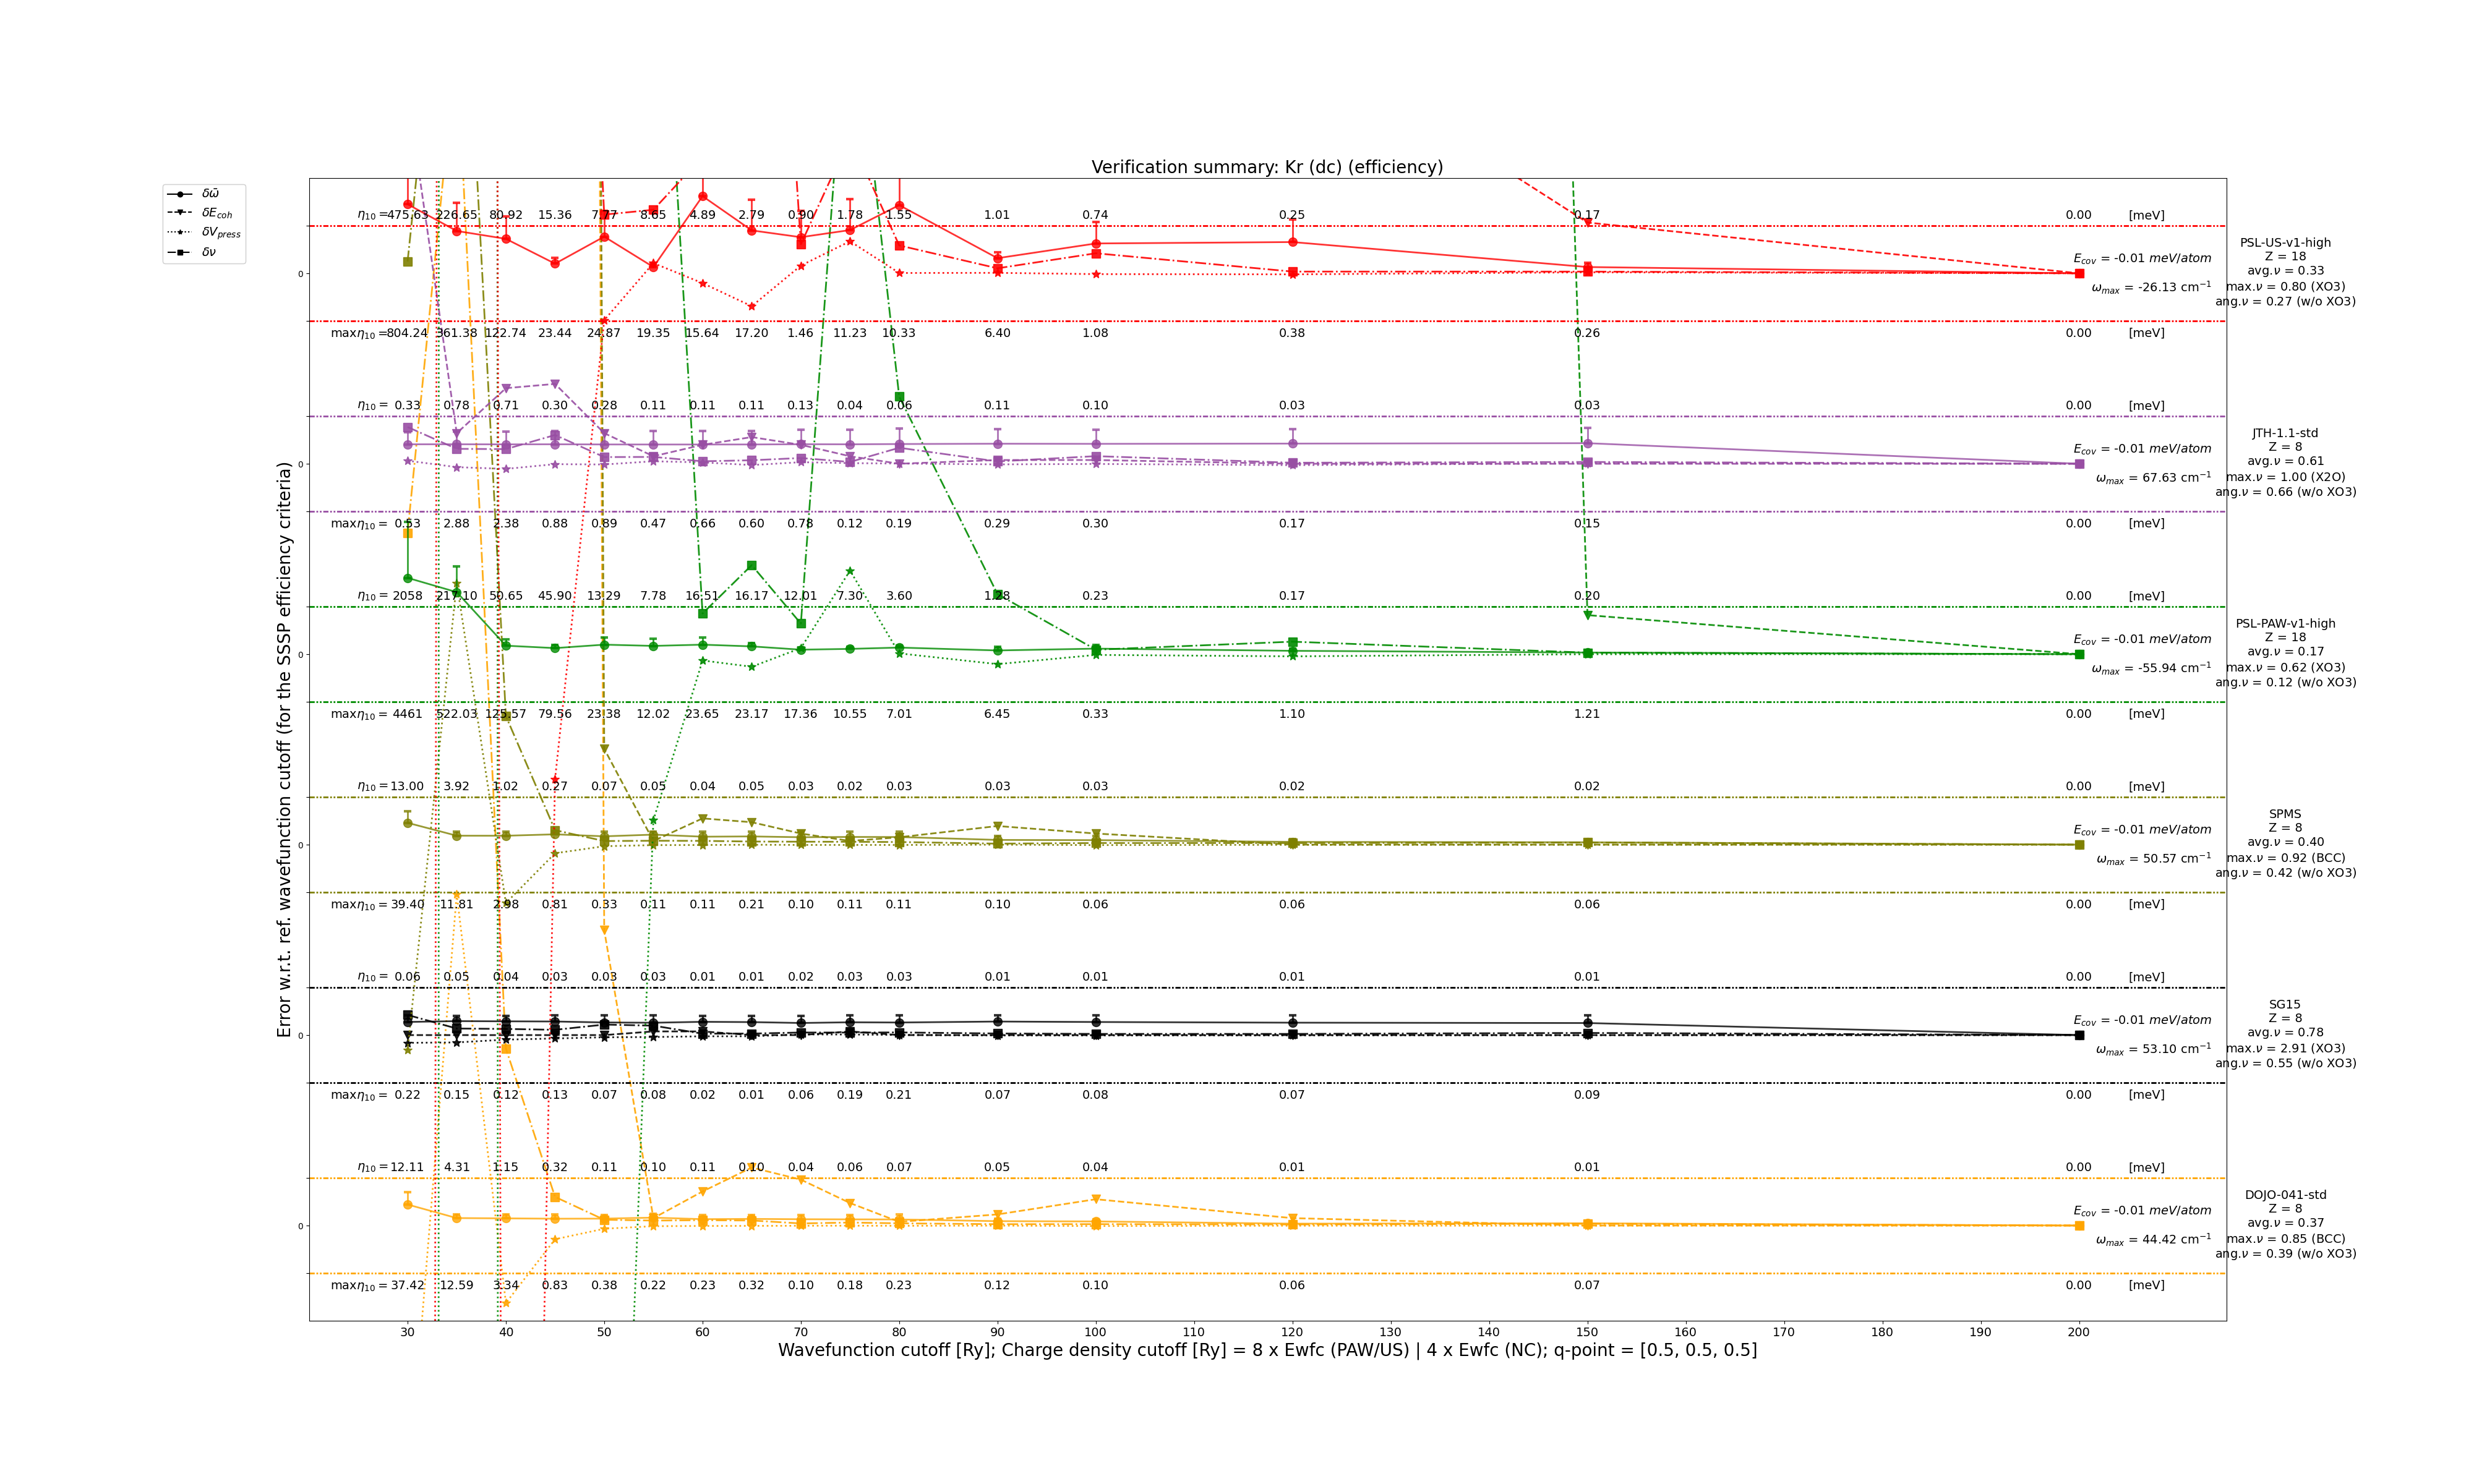 Verification summary: Kr (dc) (efficiency)
δω̄
δE_coh
δV_press
δν
Error w.r.t. ref. wavefunction cutoff (for the SSSP efficiency criteria)
η₁₀ = 475.63 226.65 80.92 15.36 7.77 8.65 4.89 2.79 0.90 1.78 1.55 1.01 0.74 0.25 0.17 0.00 [meV]
0
E_cov = -0.01 meV/atom
ω_max = -26.13 cm⁻¹
PSL-US-v1-high
Z = 18
avg.ν = 0.33
max.ν = 0.80 (XO3)
ang.ν = 0.27 (w/o XO3)
maxη₁₀ = 804.24 361.38 122.74 23.44 24.87 19.35 15.64 17.20 1.46 11.23 10.33 6.40 1.08 0.38 0.26 0.00 [meV]
η₁₀ = 0.33 0.78 0.71 0.30 0.28 0.11 0.11 0.11 0.13 0.04 0.06 0.11 0.10 0.03 0.03 0.00 [meV]
0
E_cov = -0.01 meV/atom
ω_max = 67.63 cm⁻¹
JTH-1.1-std
Z = 8
avg.ν = 0.61
max.ν = 1.00 (X2O)
ang.ν = 0.66 (w/o XO3)
maxη₁₀ = 0.53 2.88 2.38 0.88 0.89 0.47 0.66 0.60 0.78 0.12 0.19 0.29 0.30 0.17 0.15 0.00 [meV]
η₁₀ = 2058 217.10 50.65 45.90 13.29 7.78 16.51 16.17 12.01 7.30 3.60 1.28 0.23 0.17 0.20 0.00 [meV]
0
E_cov = -0.01 meV/atom
ω_max = -55.94 cm⁻¹
PSL-PAW-v1-high
Z = 18
avg.ν = 0.17
max.ν = 0.62 (XO3)
ang.ν = 0.12 (w/o XO3)
maxη₁₀ = 4461 522.03 125.57 79.56 23.38 12.02 23.65 23.17 17.36 10.55 7.01 6.45 0.33 1.10 1.21 0.00 [meV]
η₁₀ = 13.00 3.92 1.02 0.27 0.07 0.05 0.04 0.05 0.03 0.02 0.03 0.03 0.03 0.02 0.02 0.00 [meV]
0
E_cov = -0.01 meV/atom
ω_max = 50.57 cm⁻¹
SPMS
Z = 8
avg.ν = 0.40
max.ν = 0.92 (BCC)
ang.ν = 0.42 (w/o XO3)
maxη₁₀ = 39.40 11.81 2.98 0.81 0.33 0.11 0.11 0.21 0.10 0.11 0.11 0.10 0.06 0.06 0.06 0.00 [meV]
η₁₀ = 0.06 0.05 0.04 0.03 0.03 0.03 0.01 0.01 0.02 0.03 0.03 0.01 0.01 0.01 0.01 0.00 [meV]
0
E_cov = -0.01 meV/atom
ω_max = 53.10 cm⁻¹
SG15
Z = 8
avg.ν = 0.78
max.ν = 2.91 (XO3)
ang.ν = 0.55 (w/o XO3)
maxη₁₀ = 0.22 0.15 0.12 0.13 0.07 0.08 0.02 0.01 0.06 0.19 0.21 0.07 0.08 0.07 0.09 0.00 [meV]
η₁₀ = 12.11 4.31 1.15 0.32 0.11 0.10 0.11 0.10 0.04 0.06 0.07 0.05 0.04 0.01 0.01 0.00 [meV]
0
E_cov = -0.01 meV/atom
ω_max = 44.42 cm⁻¹
DOJO-041-std
Z = 8
avg.ν = 0.37
max.ν = 0.85 (BCC)
ang.ν = 0.39 (w/o XO3)
maxη₁₀ = 37.42 12.59 3.34 0.83 0.38 0.22 0.23 0.32 0.10 0.18 0.23 0.12 0.10 0.06 0.07 0.00 [meV]
30 40 50 60 70 80 90 100 110 120 130 140 150 160 170 180 190 200
Wavefunction cutoff [Ry]; Charge density cutoff [Ry] = 8 x Ewfc (PAW/US) | 4 x Ewfc (NC); q-point = [0.5, 0.5, 0.5]